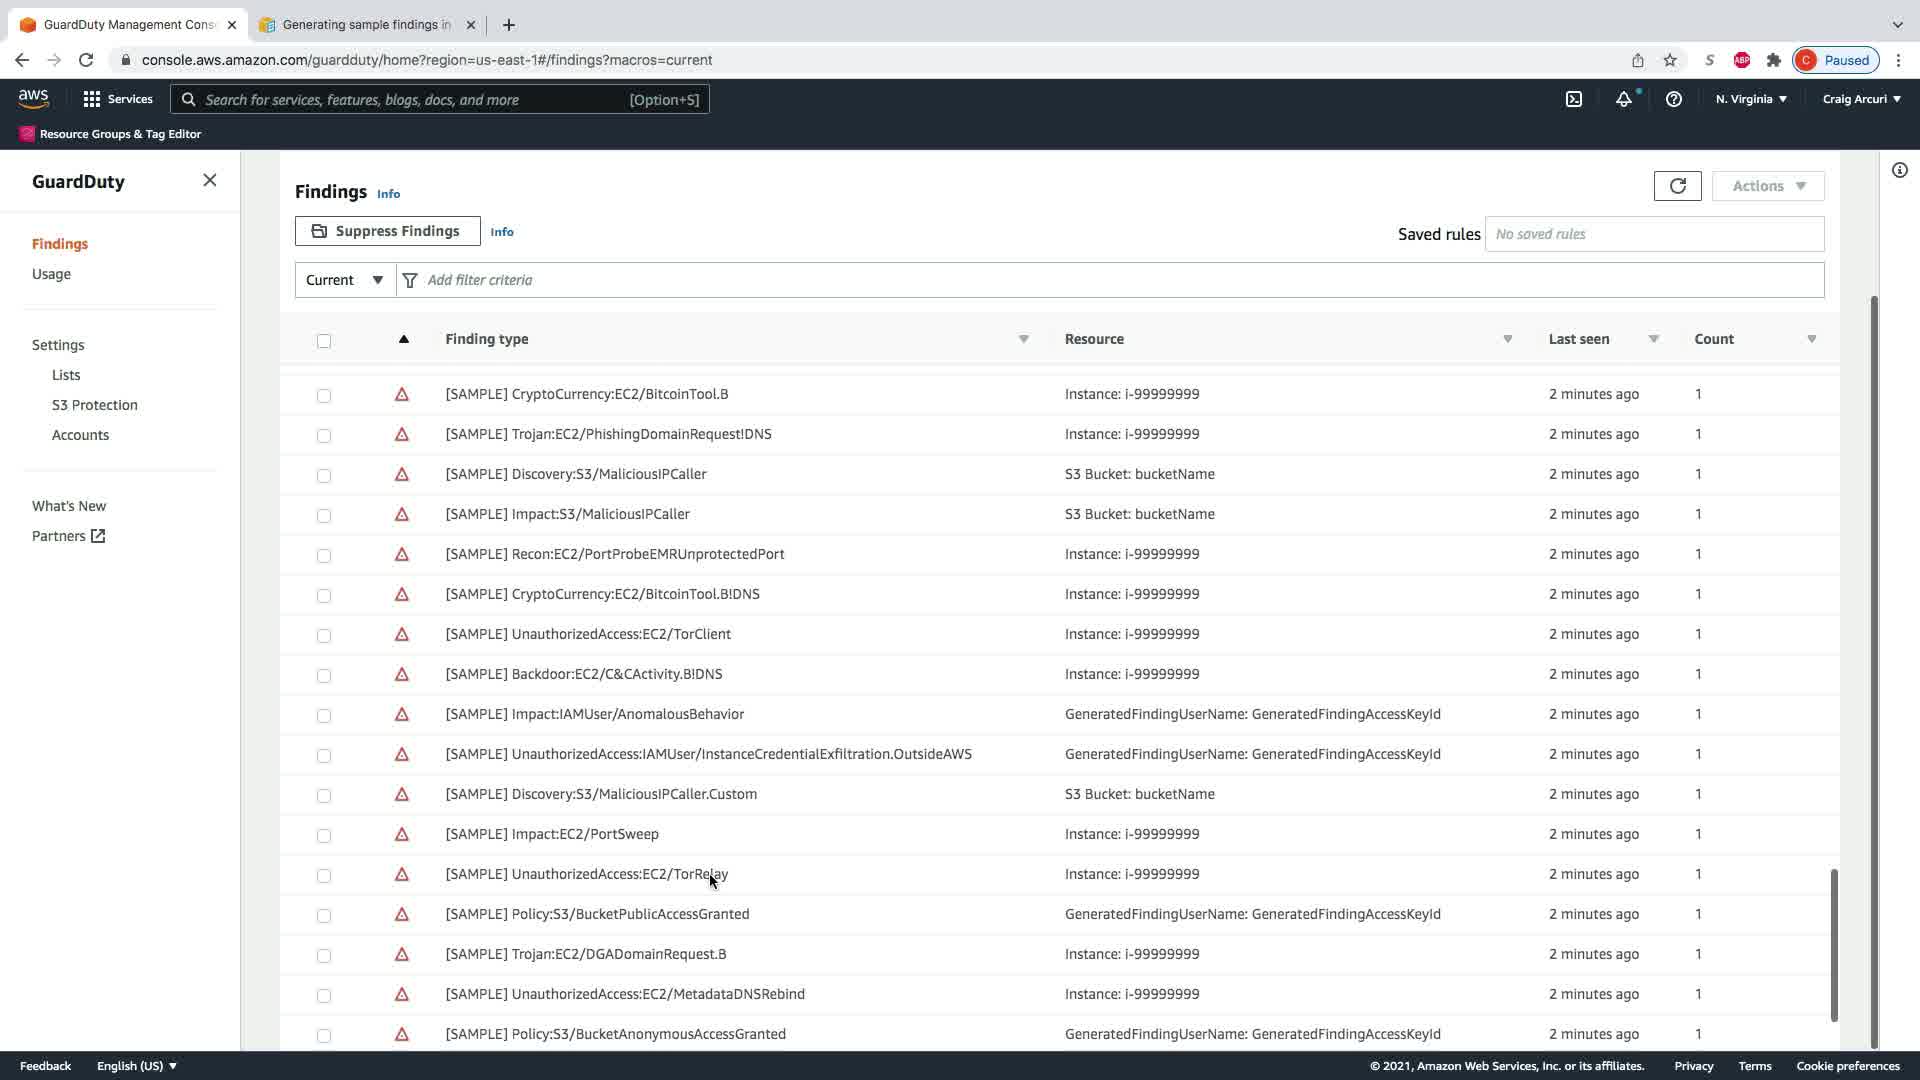 GuardDuty Management Cons
Generating sample findings in
console.aws.amazon.com/guardduty/home?region=us-east-1#/findings?macros=current
S
ABP
C
Paused
aws
Services
Search for services, features, blogs, docs, and more
[Option+S]
N. Virginia
Craig Arcuri
Resource Groups & Tag Editor
GuardDuty
Findings
Usage
Settings
Lists
S3 Protection
Accounts
What's New
Partners
Findings Info
Actions
Suppress Findings Info
Saved rules No saved rules
Current Add filter criteria
Finding type Resource Last seen Count
[SAMPLE] CryptoCurrency:EC2/BitcoinTool.B Instance: i-99999999 2 minutes ago 1
[SAMPLE] Trojan:EC2/PhishingDomainRequest!DNS Instance: i-99999999 2 minutes ago 1
[SAMPLE] Discovery:S3/MaliciousIPCaller S3 Bucket: bucketName 2 minutes ago 1
[SAMPLE] Impact:S3/MaliciousIPCaller S3 Bucket: bucketName 2 minutes ago 1
[SAMPLE] Recon:EC2/PortProbeEMRUnprotectedPort Instance: i-99999999 2 minutes ago 1
[SAMPLE] CryptoCurrency:EC2/BitcoinTool.B!DNS Instance: i-99999999 2 minutes ago 1
[SAMPLE] UnauthorizedAccess:EC2/TorClient Instance: i-99999999 2 minutes ago 1
[SAMPLE] Backdoor:EC2/C&CActivity.B!DNS Instance: i-99999999 2 minutes ago 1
[SAMPLE] Impact:IAMUser/AnomalousBehavior GeneratedFindingUserName: GeneratedFindingAccessKeyId 2 minutes ago 1
[SAMPLE] UnauthorizedAccess:IAMUser/InstanceCredentialExfiltration.OutsideAWS GeneratedFindingUserName: GeneratedFindingAccessKeyId 2 minutes ago 1
[SAMPLE] Discovery:S3/MaliciousIPCaller.Custom S3 Bucket: bucketName 2 minutes ago 1
[SAMPLE] Impact:EC2/PortSweep Instance: i-99999999 2 minutes ago 1
[SAMPLE] UnauthorizedAccess:EC2/TorRelay Instance: i-99999999 2 minutes ago 1
[SAMPLE] Policy:S3/BucketPublicAccessGranted GeneratedFindingUserName: GeneratedFindingAccessKeyId 2 minutes ago 1
[SAMPLE] Trojan:EC2/DGADomainRequest.B Instance: i-99999999 2 minutes ago 1
[SAMPLE] UnauthorizedAccess:EC2/MetadataDNSRebind Instance: i-99999999 2 minutes ago 1
[SAMPLE] Policy:S3/BucketAnonymousAccessGranted GeneratedFindingUserName: GeneratedFindingAccessKeyId 2 minutes ago 1
Feedback English (US) © 2021, Amazon Web Services, Inc. or its affiliates. Privacy Terms Cookie preferences